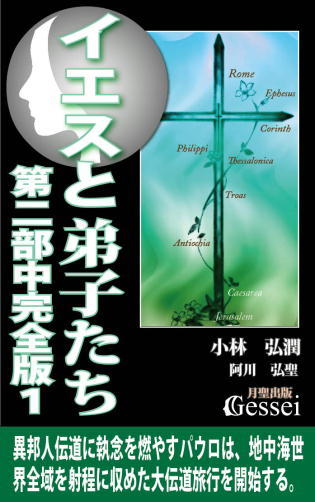 イエスと弟子たち
第二部中完全版1
Rome
Ephesus
Corinth
Philippi
Thessalonica
Troas
Antiochia
Caesarea
Jerusalem
小林 弘潤
阿川 弘聖
月聖出版
Gessei
異邦人伝道に執念を燃やすパウロは、地中海世
界全域を射程に収めた大伝道旅行を開始する。